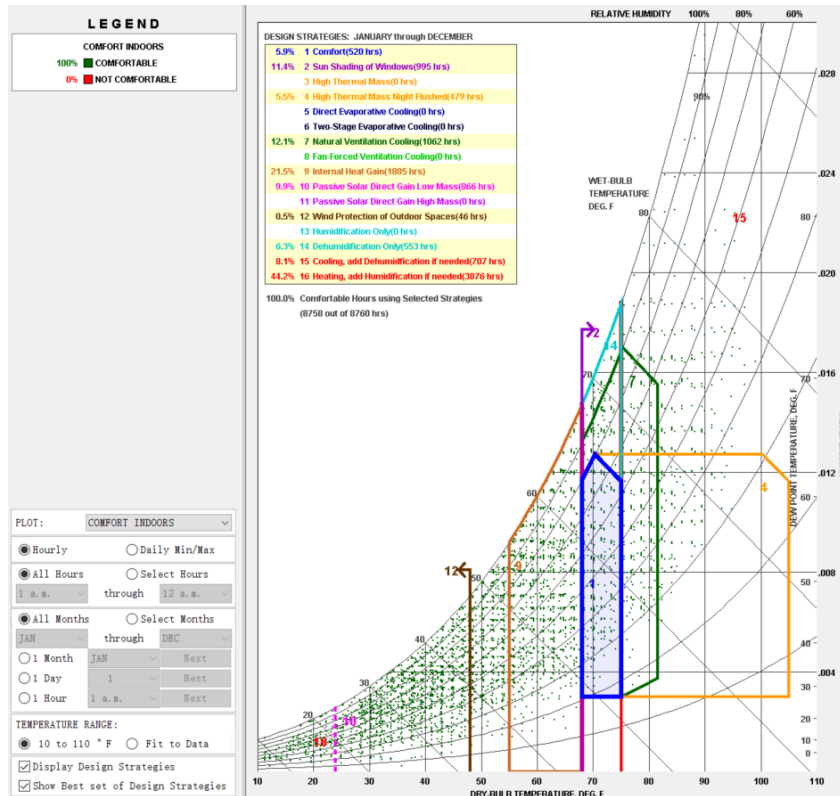 LEGEND
COMFORT INDOORS
100% COMFORTABLE
0% NOT COMFORTABLE
RELATIVE HUMIDITY 100% 80% 60%
DESIGN STRATEGIES: JANUARY through DECEMBER
5.9% 1 Comfort(520 hrs)
11.4% 2 Sun Shading of Windows(995 hrs)
3 High Thermal Mass(0 hrs)
5.5% 4 High Thermal Mass Night Flushed(479 hrs)
5 Direct Evaporative Cooling(0 hrs)
6 Two-Stage Evaporative Cooling(0 hrs)
12.1% 7 Natural Ventilation Cooling(1062 hrs)
8 Fan-Forced Ventilation Cooling(0 hrs)
21.5% 9 Internal Heat Gain(1885 hrs)
9.9% 10 Passive Solar Direct Gain Low Mass(866 hrs)
11 Passive Solar Direct Gain High Mass(0 hrs)
0.5% 12 Wind Protection of Outdoor Spaces(46 hrs)
13 Humidification Only(0 hrs)
6.3% 14 Dehumidification Only(553 hrs)
8.1% 15 Cooling, add Dehumidification if needed(707 hrs)
44.2% 16 Heating, add Humidification if needed(3876 hrs)
100.0% Comfortable Hours using Selected Strategies
(8758 out of 8760 hrs)
90%
WET-BULB
TEMPERATURE
DEG. F
.028
.024
80
15
80
.020
2
14
.016
70
7
70
.012
4
60
60
DEW POINT TEMPERATURE, DEG. F
12
9
50
1
.008
50
40
40
30
.004
30
20
10
16
20
10
0
10 20 30 40 50 60 70 80 90 100 110
DRY-BULB TEMPERATURE, DEG. F
PLOT: COMFORT INDOORS
Hourly Daily Min/Max
All Hours Select Hours
1 a.m. through 12 a.m.
All Months Select Months
JAN through DEC
1 Month JAN Next
1 Day 1 Next
1 Hour 1 a.m. Next
TEMPERATURE RANGE:
10 to 110 °F Fit to Data
Display Design Strategies
Show Best set of Design Strategies